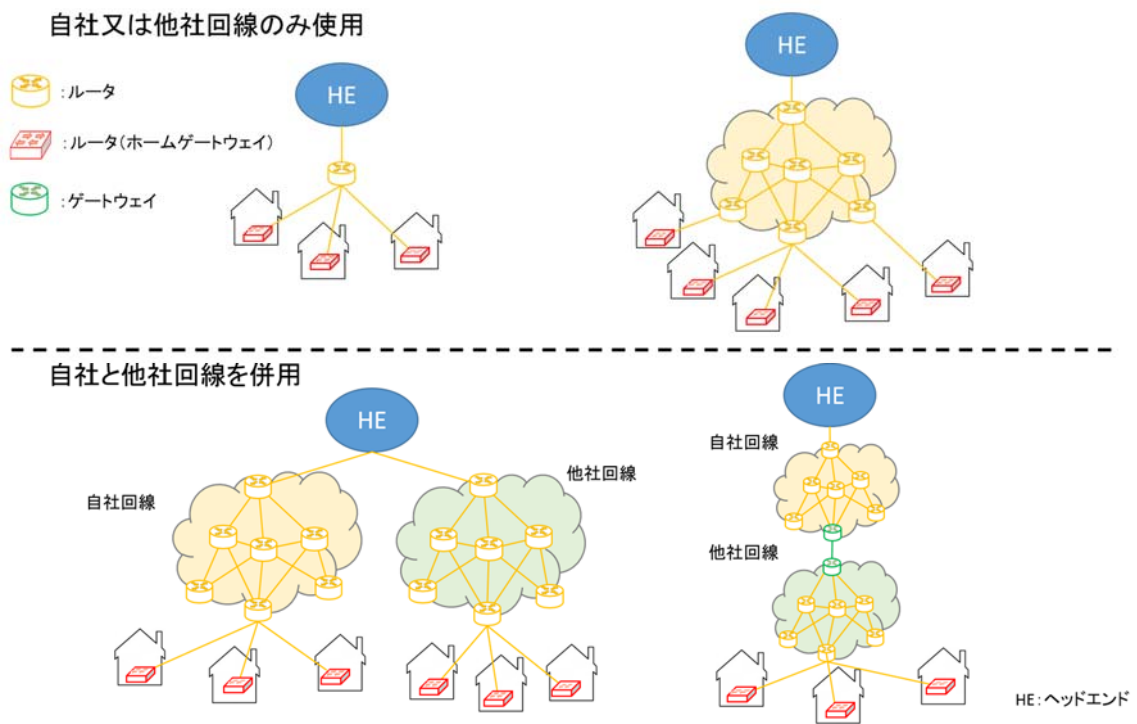 自社又は他社回線のみ使用
:ルータ
:ルータ(ホームゲートウェイ)
:ゲートウェイ
HE
HE
自社と他社回線を併用
HE
自社回線
他社回線
HE
自社回線
他社回線
HE:ヘッドエンド